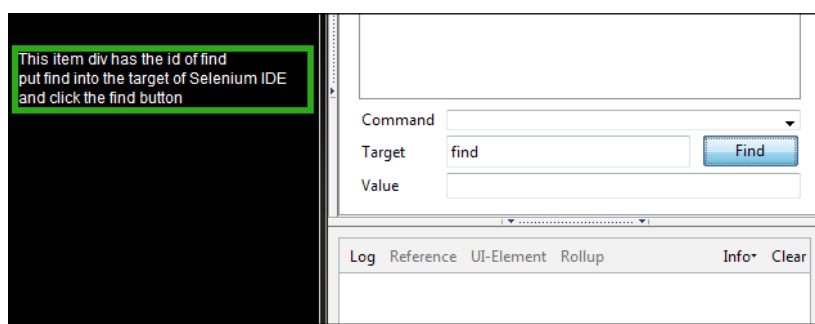 This item div has the id of find
put find into the target of Selenium IDE
and click the find button
Command
Target find Find
Value
Log Reference UI-Element Rollup Info Clear